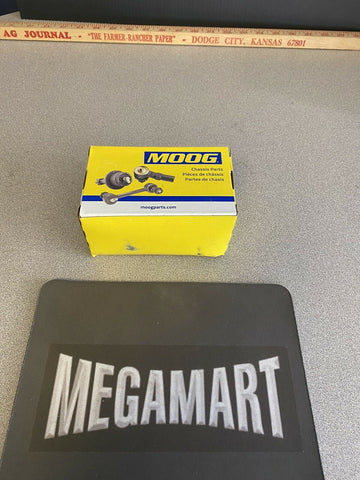 AG JOURNAL - "THE FARMER-RANCHER PAPER" - DODGE CITY, KANSAS 67801
MOOG
Chassis Parts
Pièces de châssis
Partes de chasis
moogparts.com
MEGAMART